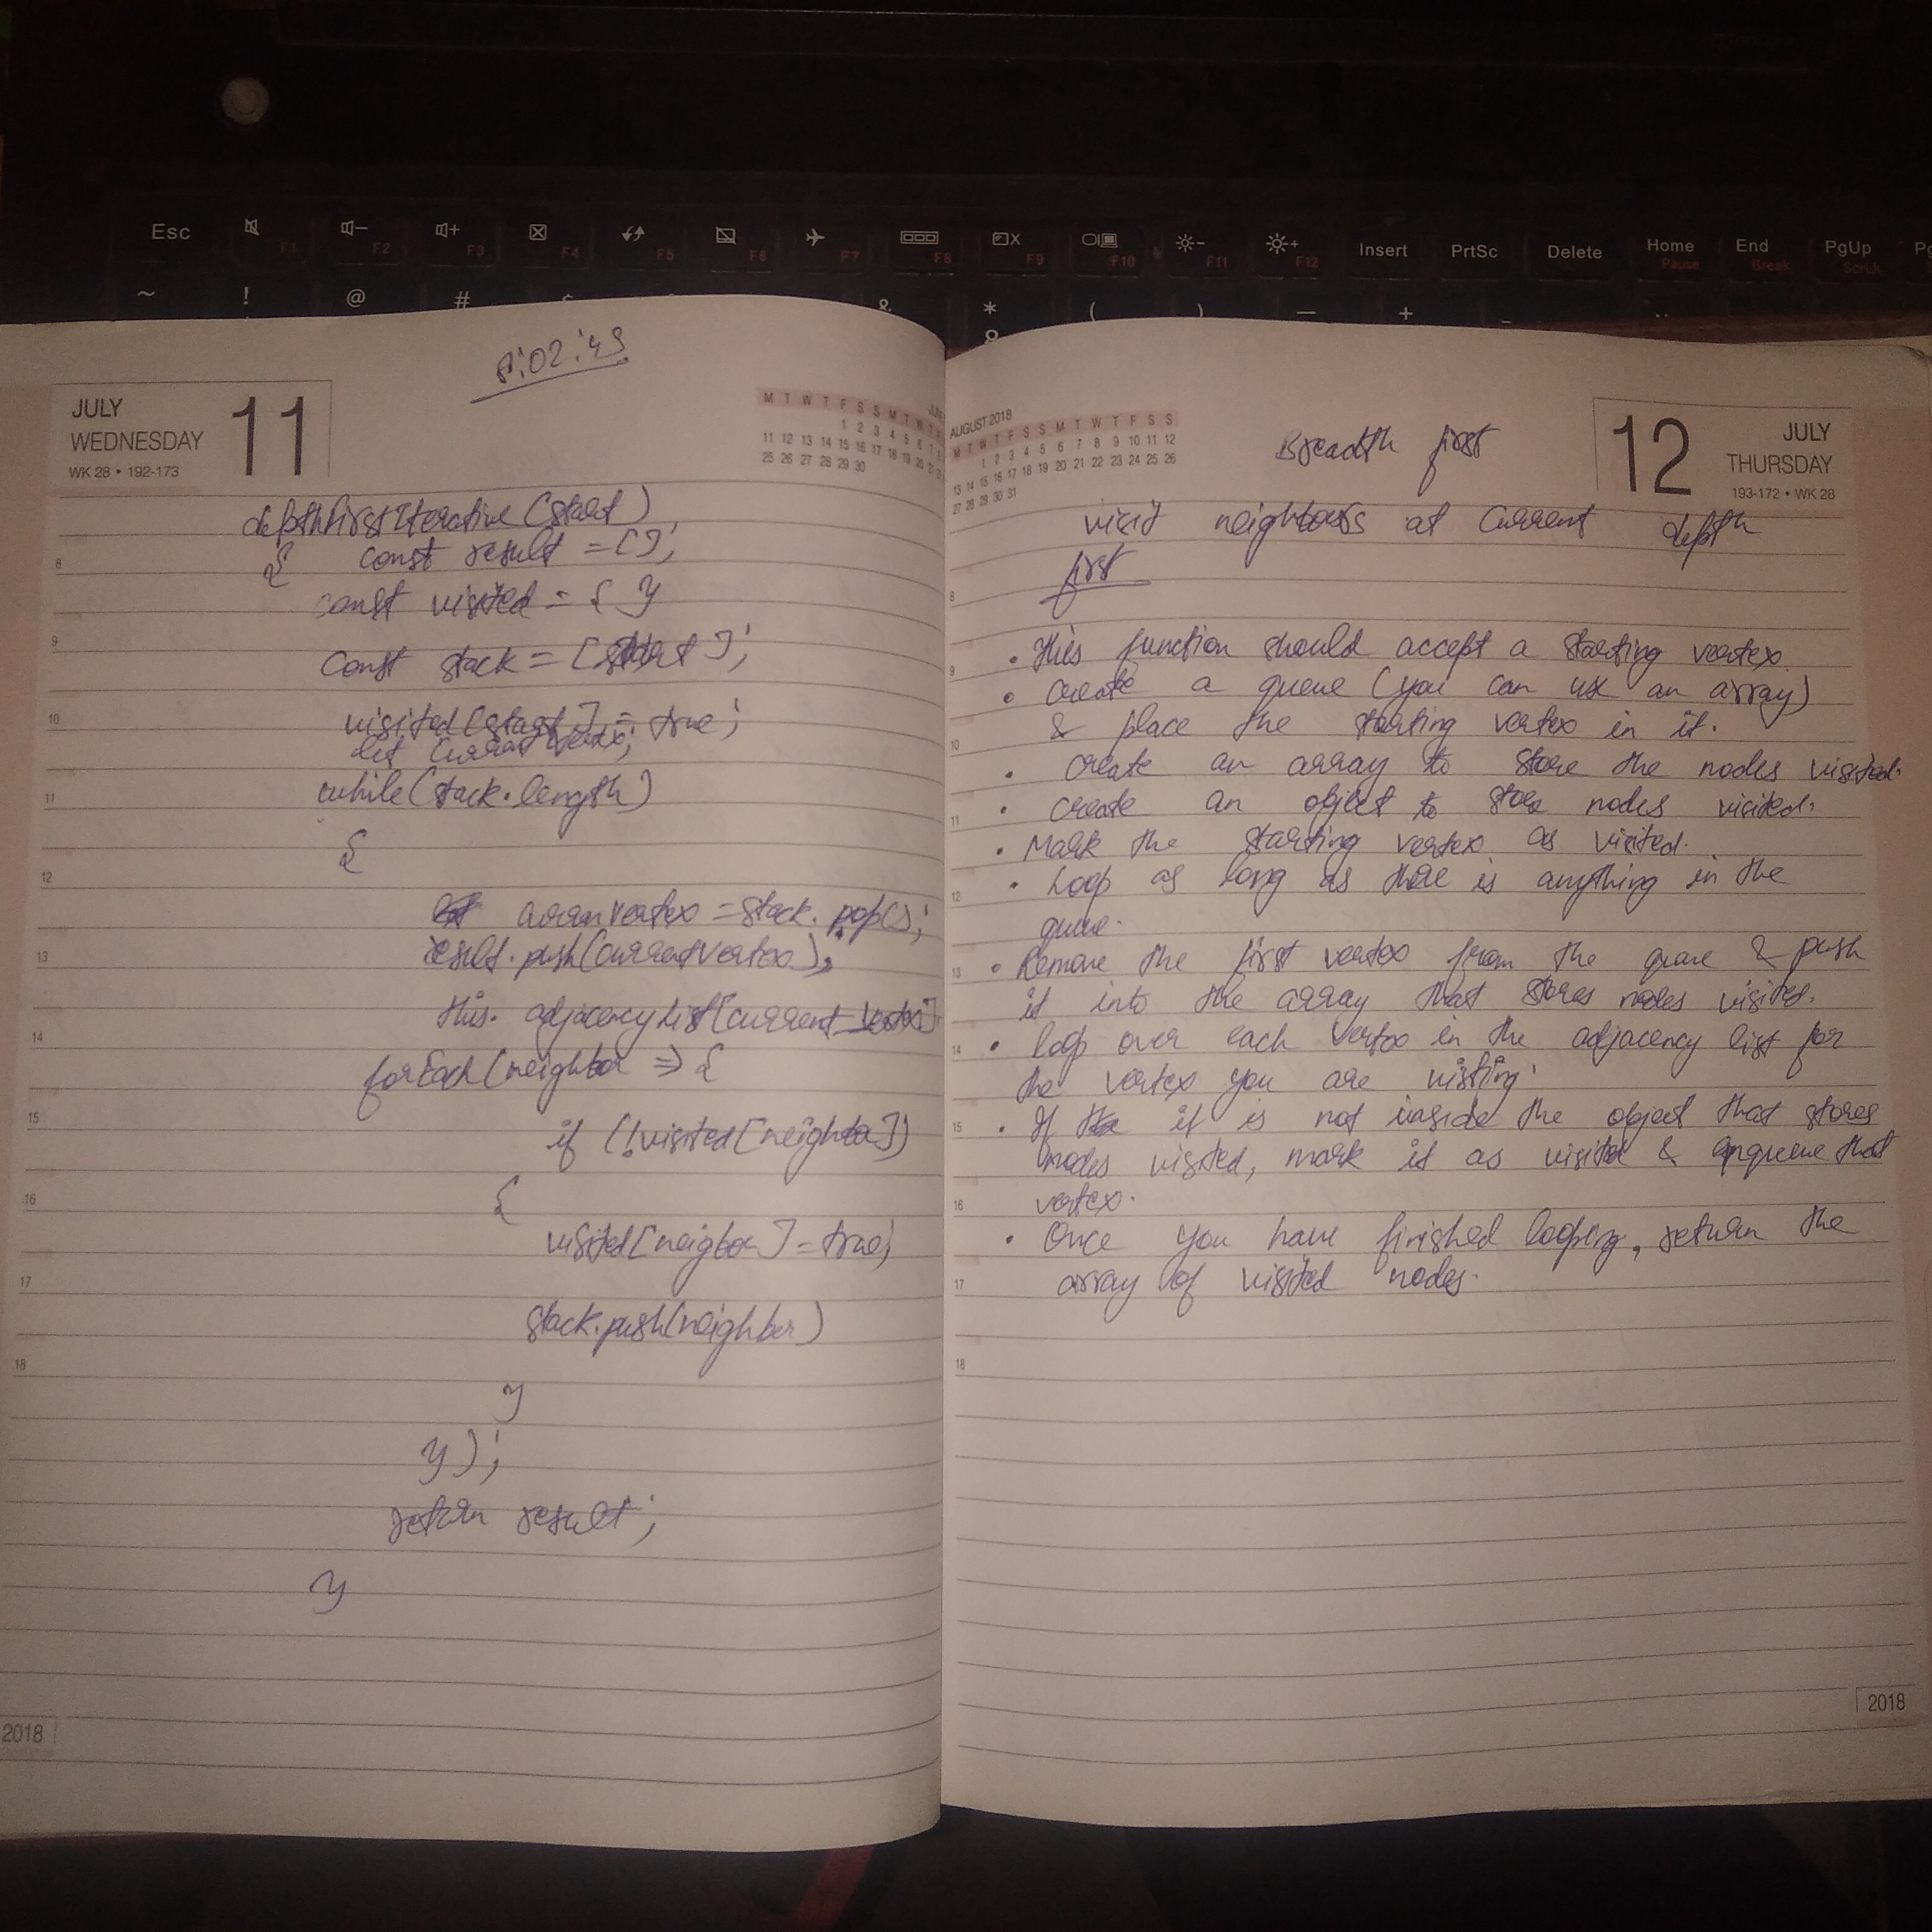 Esc F1 F2 F3 F4 F5 F6 F7 F8 F9 F10 F11 F12 Insert PrtSc Delete Home End PgUp
Pause Break ScrLk
~ ! @ # & * ( ) — +
JULY
WEDNESDAY
WK 28 • 192-173
11
M T W T F S S M T W T F
1 2 3 4 5 6 7
11 12 13 14 15 16 17 18 19 20 21
25 26 27 28 29 30
depthfirstIterative(start)
{ const result = [];
const visited = { }
const stack = [start];
visited[start] = true;
let currentVertex;
while(stack.length)
{
currenvertex = stack.pop();
result.push(currentvertex);
this. adjacencyList[current vertex]
forEach(neighbor => {
if (!visited[neighbor])
{
visited[neigbor] = true;
stack.push(neighbor)
}
});
return result;
}
8
9
10
11
12
13
14
15
16
17
18
2018
AUGUST 2018
M T W T F S S M T W T F S S
1 2 3 4 5 6 7 8 9 10 11 12
13 14 15 16 17 18 19 20 21 22 23 24 25 26
27 28 29 30 31
12
JULY
THURSDAY
193-172 • WK 28
Breadth first
visit neighbours at current depth
first
• This function should accept a starting vertex.
• create a queue (you can use an array)
& place the starting vertex in it.
• create an array to store the nodes visited.
• create an object to store nodes visited.
• Mark the starting vertex as visited.
• Loop as long as there is anything in the
queue.
• Remove the first vertex from the queue & push
it into the array that stores nodes visited.
• loop over each vertex in the adjacency list for
the vertex you are visting.
• If it is not inside the object that stores
nodes visited, mark it as visited & enqueue that
vertex.
• Once you have finished looping, return the
array of visited nodes.
8
9
10
11
12
13
14
15
16
17
18
2018